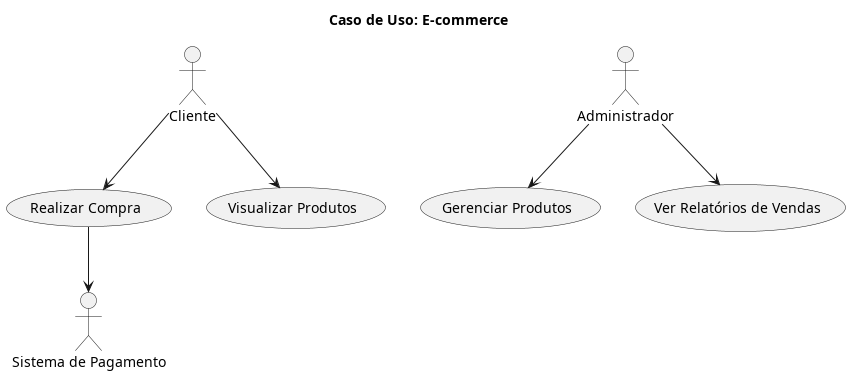 Caso de Uso: E-commerce
Cliente
Administrador
Realizar Compra
Visualizar Produtos
Gerenciar Produtos
Ver Relatórios de Vendas
Sistema de Pagamento